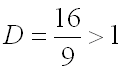 D = 16/9 > 1